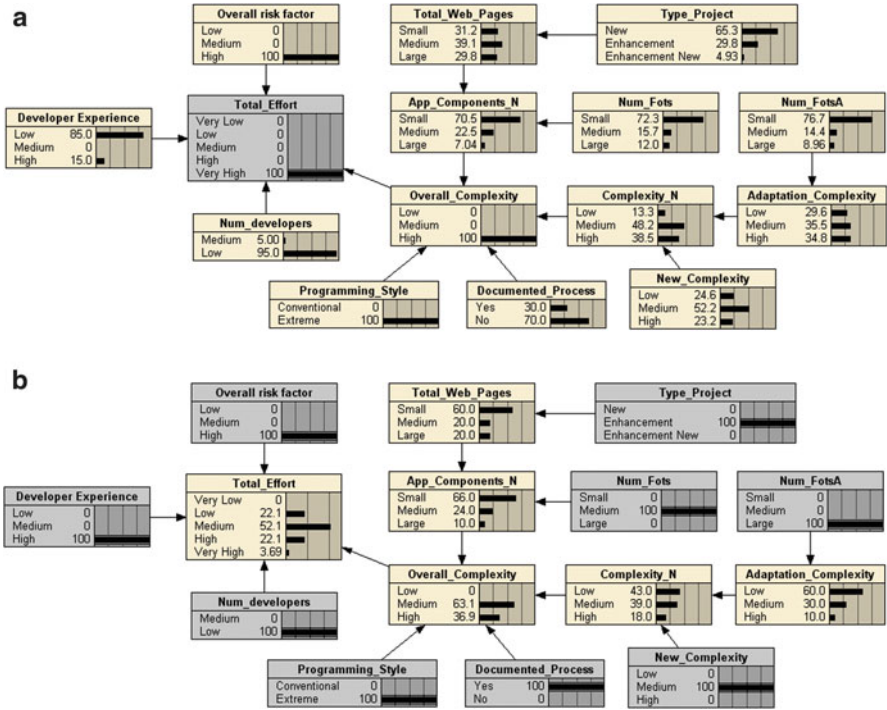 a
Overall risk factor
Low 0
Medium 0
High 100
Total_Web_Pages
Small 31.2
Medium 39.1
Large 29.8
Type_Project
New 65.3
Enhancement 29.8
Enhancement New 4.93
Developer Experience
Low 85.0
Medium 0
High 15.0
Total_Effort
Very Low 0
Low 0
Medium 0
High 0
Very High 100
App_Components_N
Small 70.5
Medium 22.5
Large 7.04
Num_Fots
Small 72.3
Medium 15.7
Large 12.0
Num_FotsA
Small 76.7
Medium 14.4
Large 8.96
Num_developers
Medium 5.00
Low 95.0
Overall_Complexity
Low 0
Medium 0
High 100
Complexity_N
Low 13.3
Medium 48.2
High 38.5
Adaptation_Complexity
Low 29.6
Medium 35.5
High 34.8
Programming_Style
Conventional 0
Extreme 100
Documented_Process
Yes 30.0
No 70.0
New_Complexity
Low 24.6
Medium 52.2
High 23.2
b
Overall risk factor
Low 0
Medium 0
High 100
Total_Web_Pages
Small 60.0
Medium 20.0
Large 20.0
Type_Project
New 0
Enhancement 100
Enhancement New 0
Developer Experience
Low 0
Medium 0
High 100
Total_Effort
Very Low 0
Low 22.1
Medium 52.1
High 22.1
Very High 3.69
App_Components_N
Small 66.0
Medium 24.0
Large 10.0
Num_Fots
Small 0
Medium 100
Large 0
Num_FotsA
Small 0
Medium 0
Large 100
Num_developers
Medium 0
Low 100
Overall_Complexity
Low 0
Medium 63.1
High 36.9
Complexity_N
Low 43.0
Medium 39.0
High 18.0
Adaptation_Complexity
Low 60.0
Medium 30.0
High 10.0
Programming_Style
Conventional 0
Extreme 100
Documented_Process
Yes 100
No 0
New_Complexity
Low 0
Medium 100
High 0